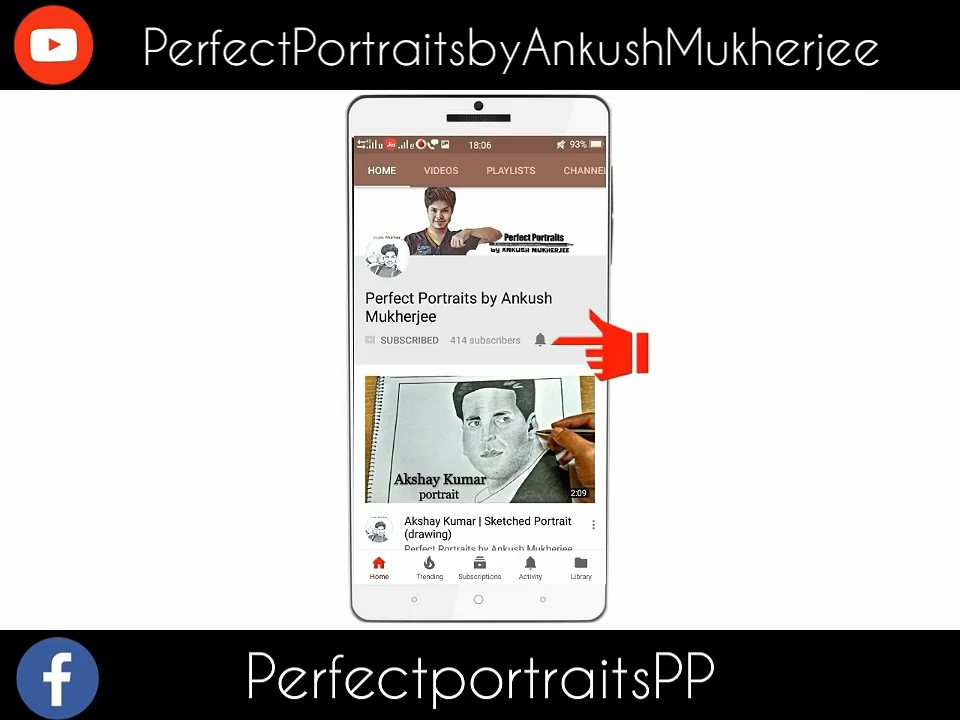 PerfectPortraitsbyAnkushMukherjee
Jio
18:06
93%
HOME VIDEOS PLAYLISTS CHANNEL
Perfect Portraits
by ANKUSH MUKHERJEE
Perfect Portraits by Ankush
Mukherjee
SUBSCRIBED 414 subscribers
Akshay Kumar
portrait
2:09
Akshay Kumar | Sketched Portrait
(drawing)
Perfect Portraits by Ankush Mukherjee
Home Trending Subscriptions Activity Library
f PerfectportraitsPP